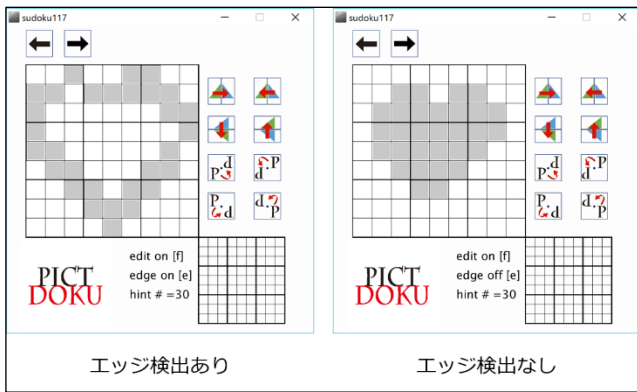 sudoku117
edit on [f]
edge on [e]
hint # =30
PICT
DOKU
エッジ検出あり
sudoku117
edit on [f]
edge off [e]
hint # =30
PICT
DOKU
エッジ検出なし